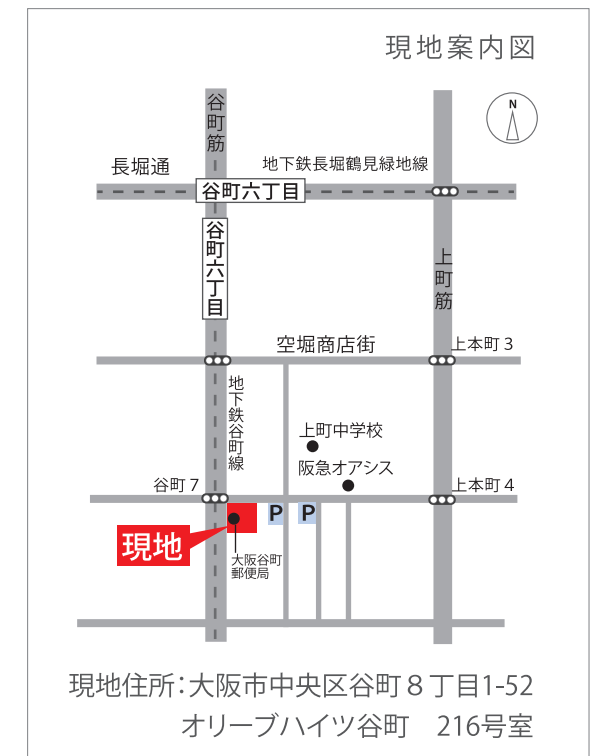 現地案内図
谷町筋
N
長堀通
地下鉄長堀鶴見緑地線
谷町六丁目
谷町六丁目
上町筋
空堀商店街
上本町3
地下鉄谷町線
上町中学校
阪急オアシス
谷町7
上本町4
P
P
現地
大阪谷町
郵便局
現地住所:大阪市中央区谷町８丁目1-52
オリーブハイツ谷町　216号室